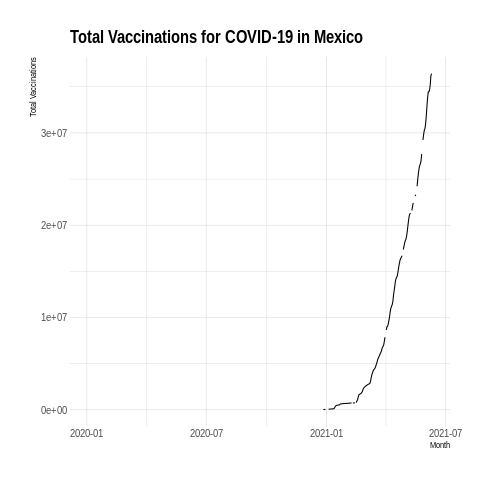 Total Vaccinations for COVID-19 in Mexico
Total Vaccinations
3e+07
2e+07
1e+07
0e+00
2020-01 2020-07 2021-01 2021-07
Month